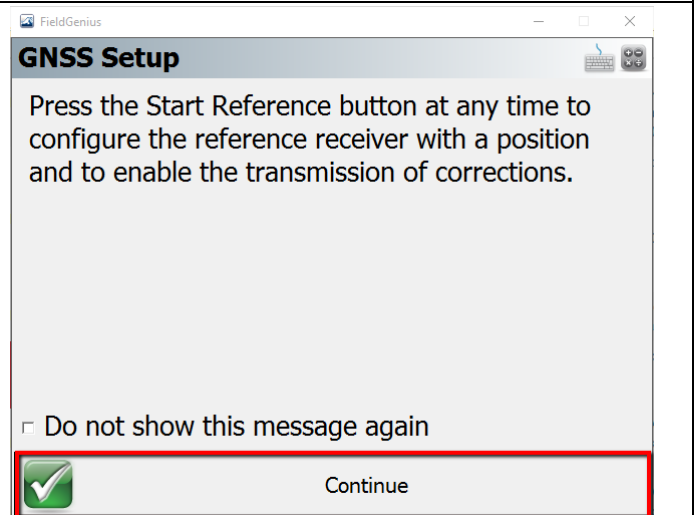 FieldGenius
GNSS Setup
Press the Start Reference button at any time to
configure the reference receiver with a position
and to enable the transmission of corrections.
Do not show this message again
Continue